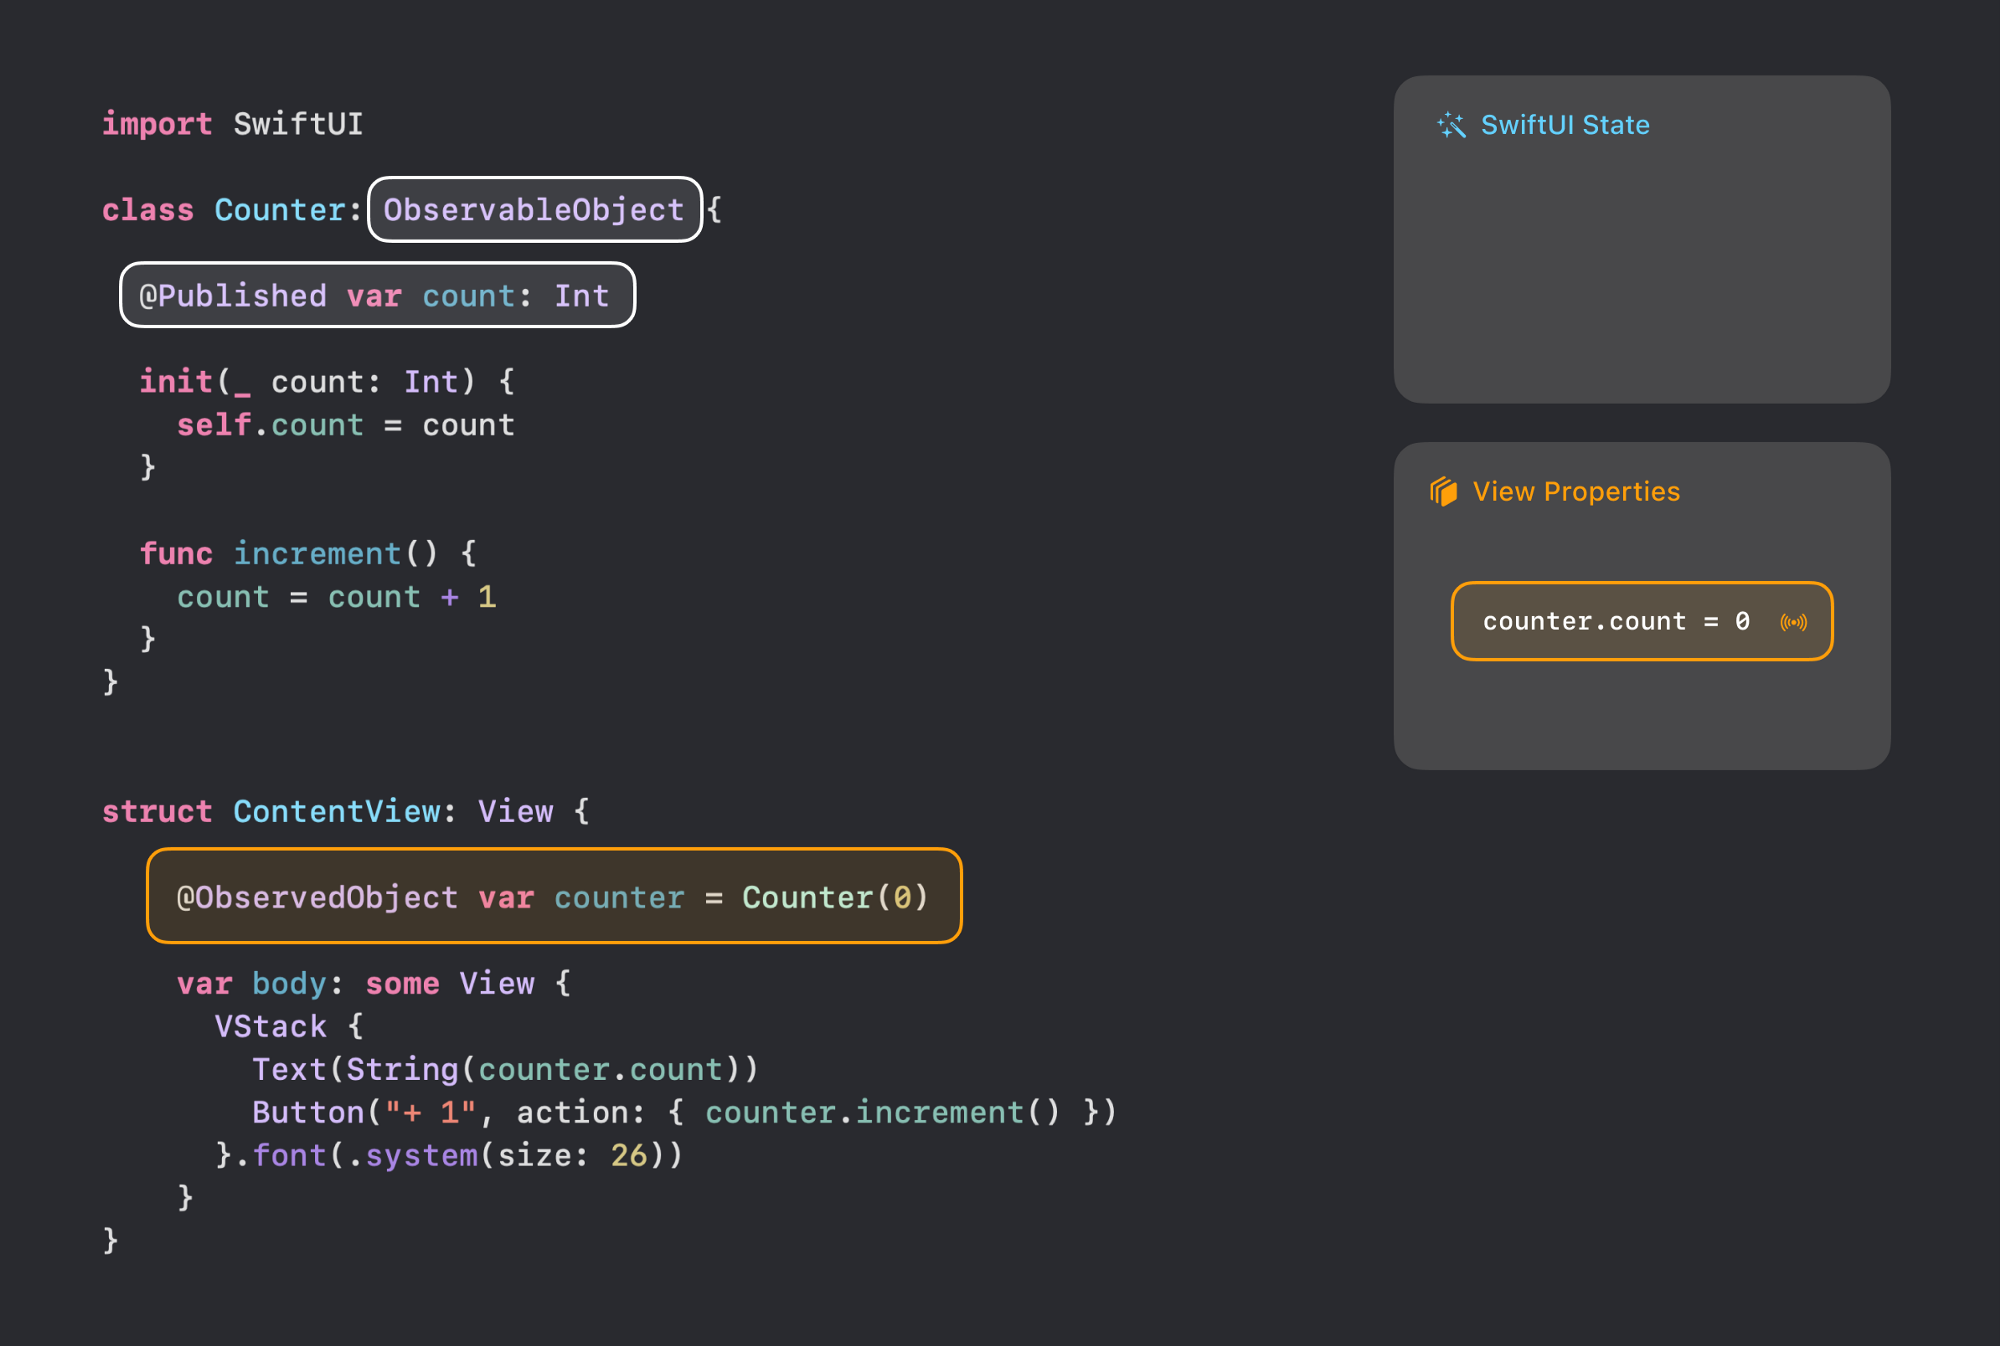 import SwiftUI
class Counter: ObservableObject {
@Published var count: Int
init(_ count: Int) {
self.count = count
}
func increment() {
count = count + 1
}
}
struct ContentView: View {
@ObservedObject var counter = Counter(0)
var body: some View {
VStack {
Text(String(counter.count))
Button("+ 1", action: { counter.increment() })
}.font(.system(size: 26))
}
}
SwiftUI State
View Properties
counter.count = 0